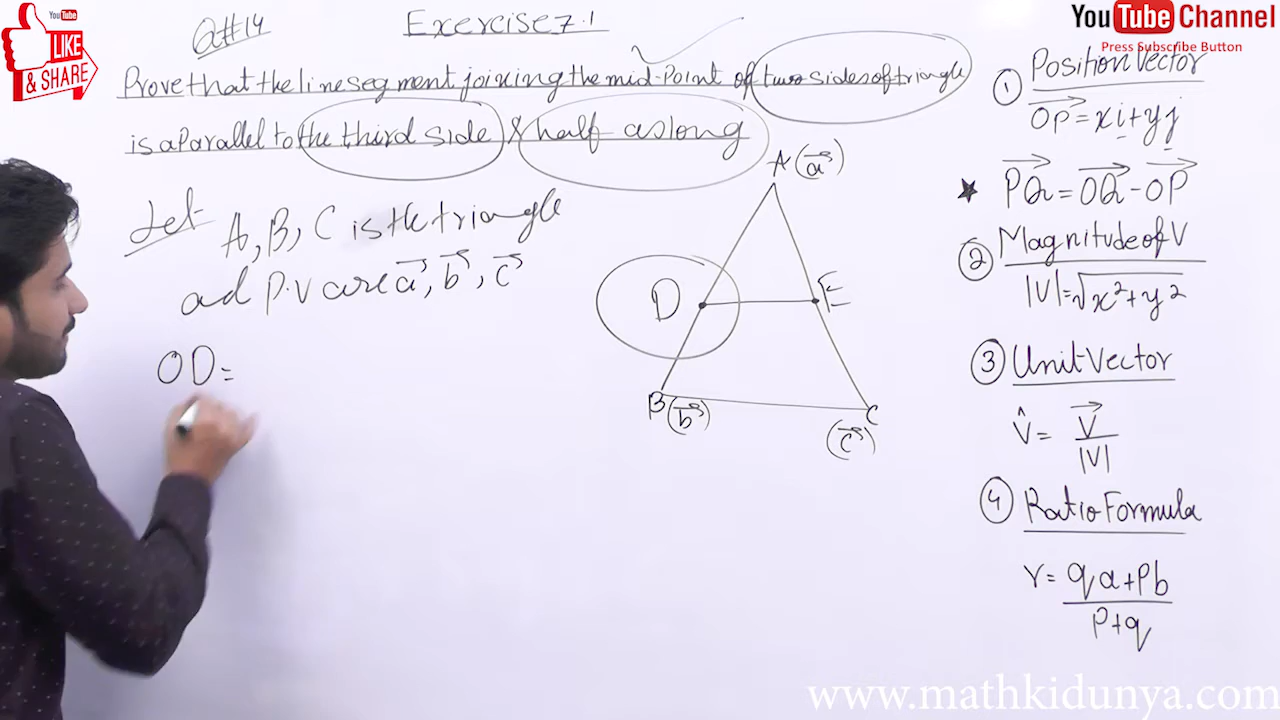 YouTube
LIKE
& SHARE
YouTube Channel
Press Subscribe Button
Q#14
Exercise 7.1
Prove that the line segment joining the mid-Point of two sides of triangle
is a parallel to the third side & half as long
Let A, B, C is the triangle
ad P.V are a⃗, b⃗, c⃗
OD=
A(a⃗)
D
E
B(b⃗)
C
(c⃗)
① Position Vector
OP⃗ = xi+yj
★ PQ⃗ = OQ⃗ - OP⃗
② Magnitude of V
|V|=√x²+y²
③ Unit Vector
V̂ = V⃗/|V|
④ Ratio Formula
r = qa+Pb
P+q
www.mathkidunya.com